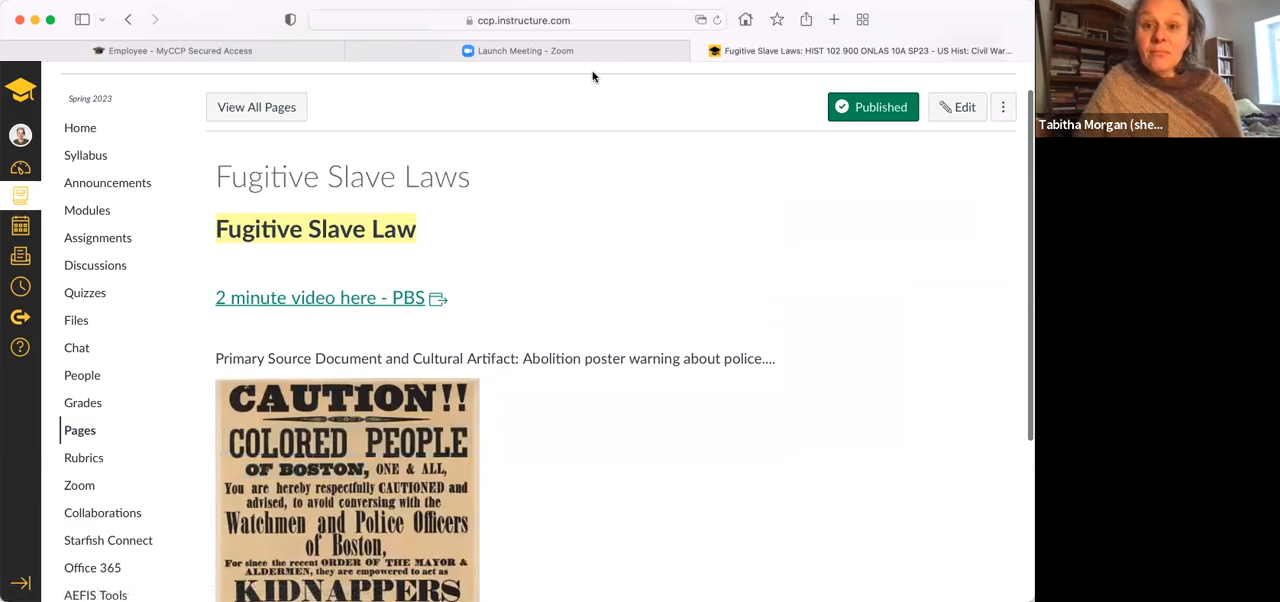 ccp.instructure.com
Employee - MyCCP Secured Access
Launch Meeting - Zoom
Fugitive Slave Laws: HIST 102 900 ONLAS 10A SP23 - US Hist: Civil War...
Tabitha Morgan (she...
Spring 2023
View All Pages
Published
Edit
Home
Syllabus
Announcements
Modules
Assignments
Discussions
Quizzes
Files
Chat
People
Grades
Pages
Rubrics
Zoom
Collaborations
Starfish Connect
Office 365
AEFIS Tools
Fugitive Slave Laws
Fugitive Slave Law
2 minute video here - PBS
Primary Source Document and Cultural Artifact: Abolition poster warning about police....
CAUTION!!
COLORED PEOPLE
OF BOSTON, ONE & ALL,
You are hereby respectfully CAUTIONED and
advised, to avoid conversing with the
Watchmen and Police Officers
of Boston,
For since the recent ORDER OF THE MAYOR &
ALDERMEN, they are empowered to act as
KIDNAPPERS